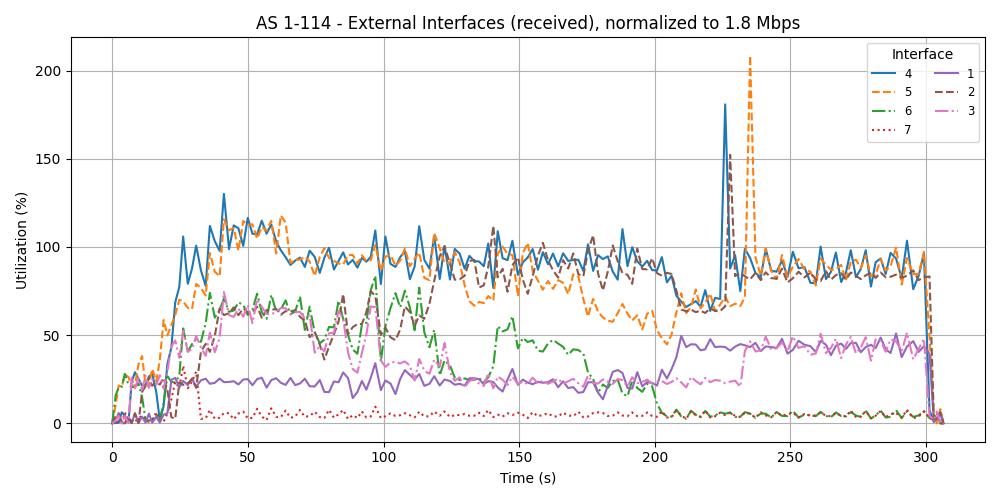 AS 1-114 - External Interfaces (received), normalized to 1.8 Mbps
Utilization (%)
200
150
100
50
0
Interface
4 1
5 2
6 3
7
0 50 100 150 200 250 300
Time (s)